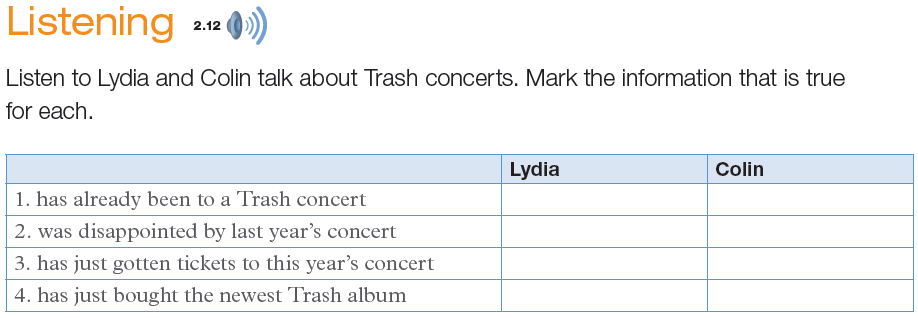 Listening 2.12
Listen to Lydia and Colin talk about Trash concerts. Mark the information that is true
for each.
Lydia Colin
1. has already been to a Trash concert
2. was disappointed by last year’s concert
3. has just gotten tickets to this year’s concert
4. has just bought the newest Trash album